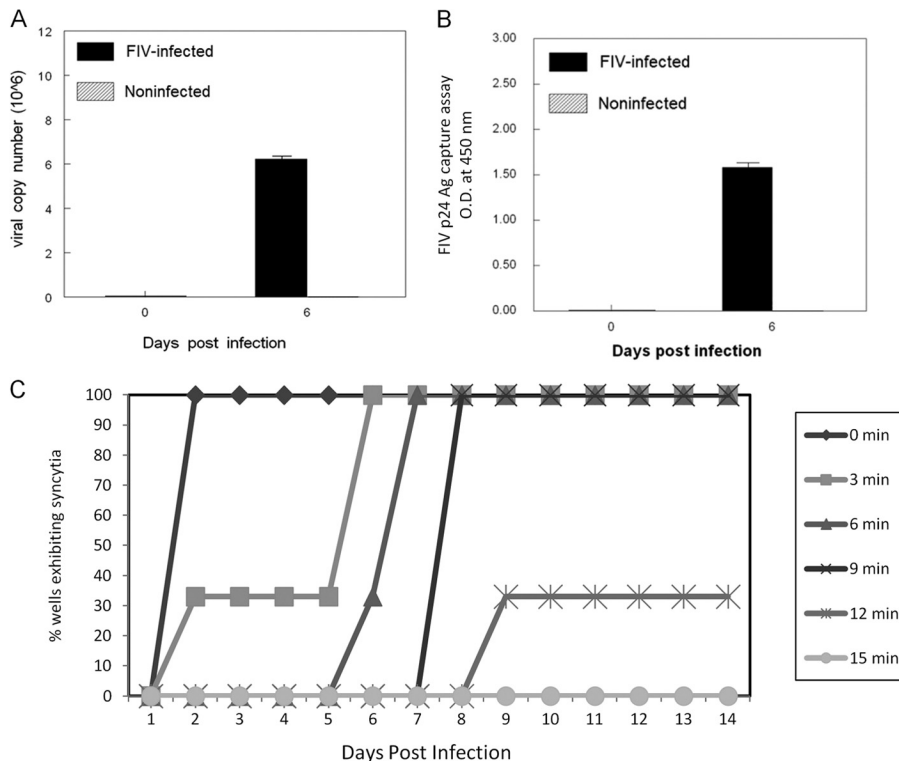 A
12
10
8
6
4
2
0
viral copy number (10^6)
FIV-infected
Noninfected
0
6
Days post infection
B
3.00
2.50
2.00
1.50
1.00
0.50
0.00
FIV p24 Ag capture assay
O.D. at 450 nm
FIV-infected
Noninfected
0
6
Days post infection
C
100
90
80
70
60
50
40
30
20
10
0
% wells exhibiting syncytia
1 2 3 4 5 6 7 8 9 10 11 12 13 14
Days Post Infection
0 min
3 min
6 min
9 min
12 min
15 min